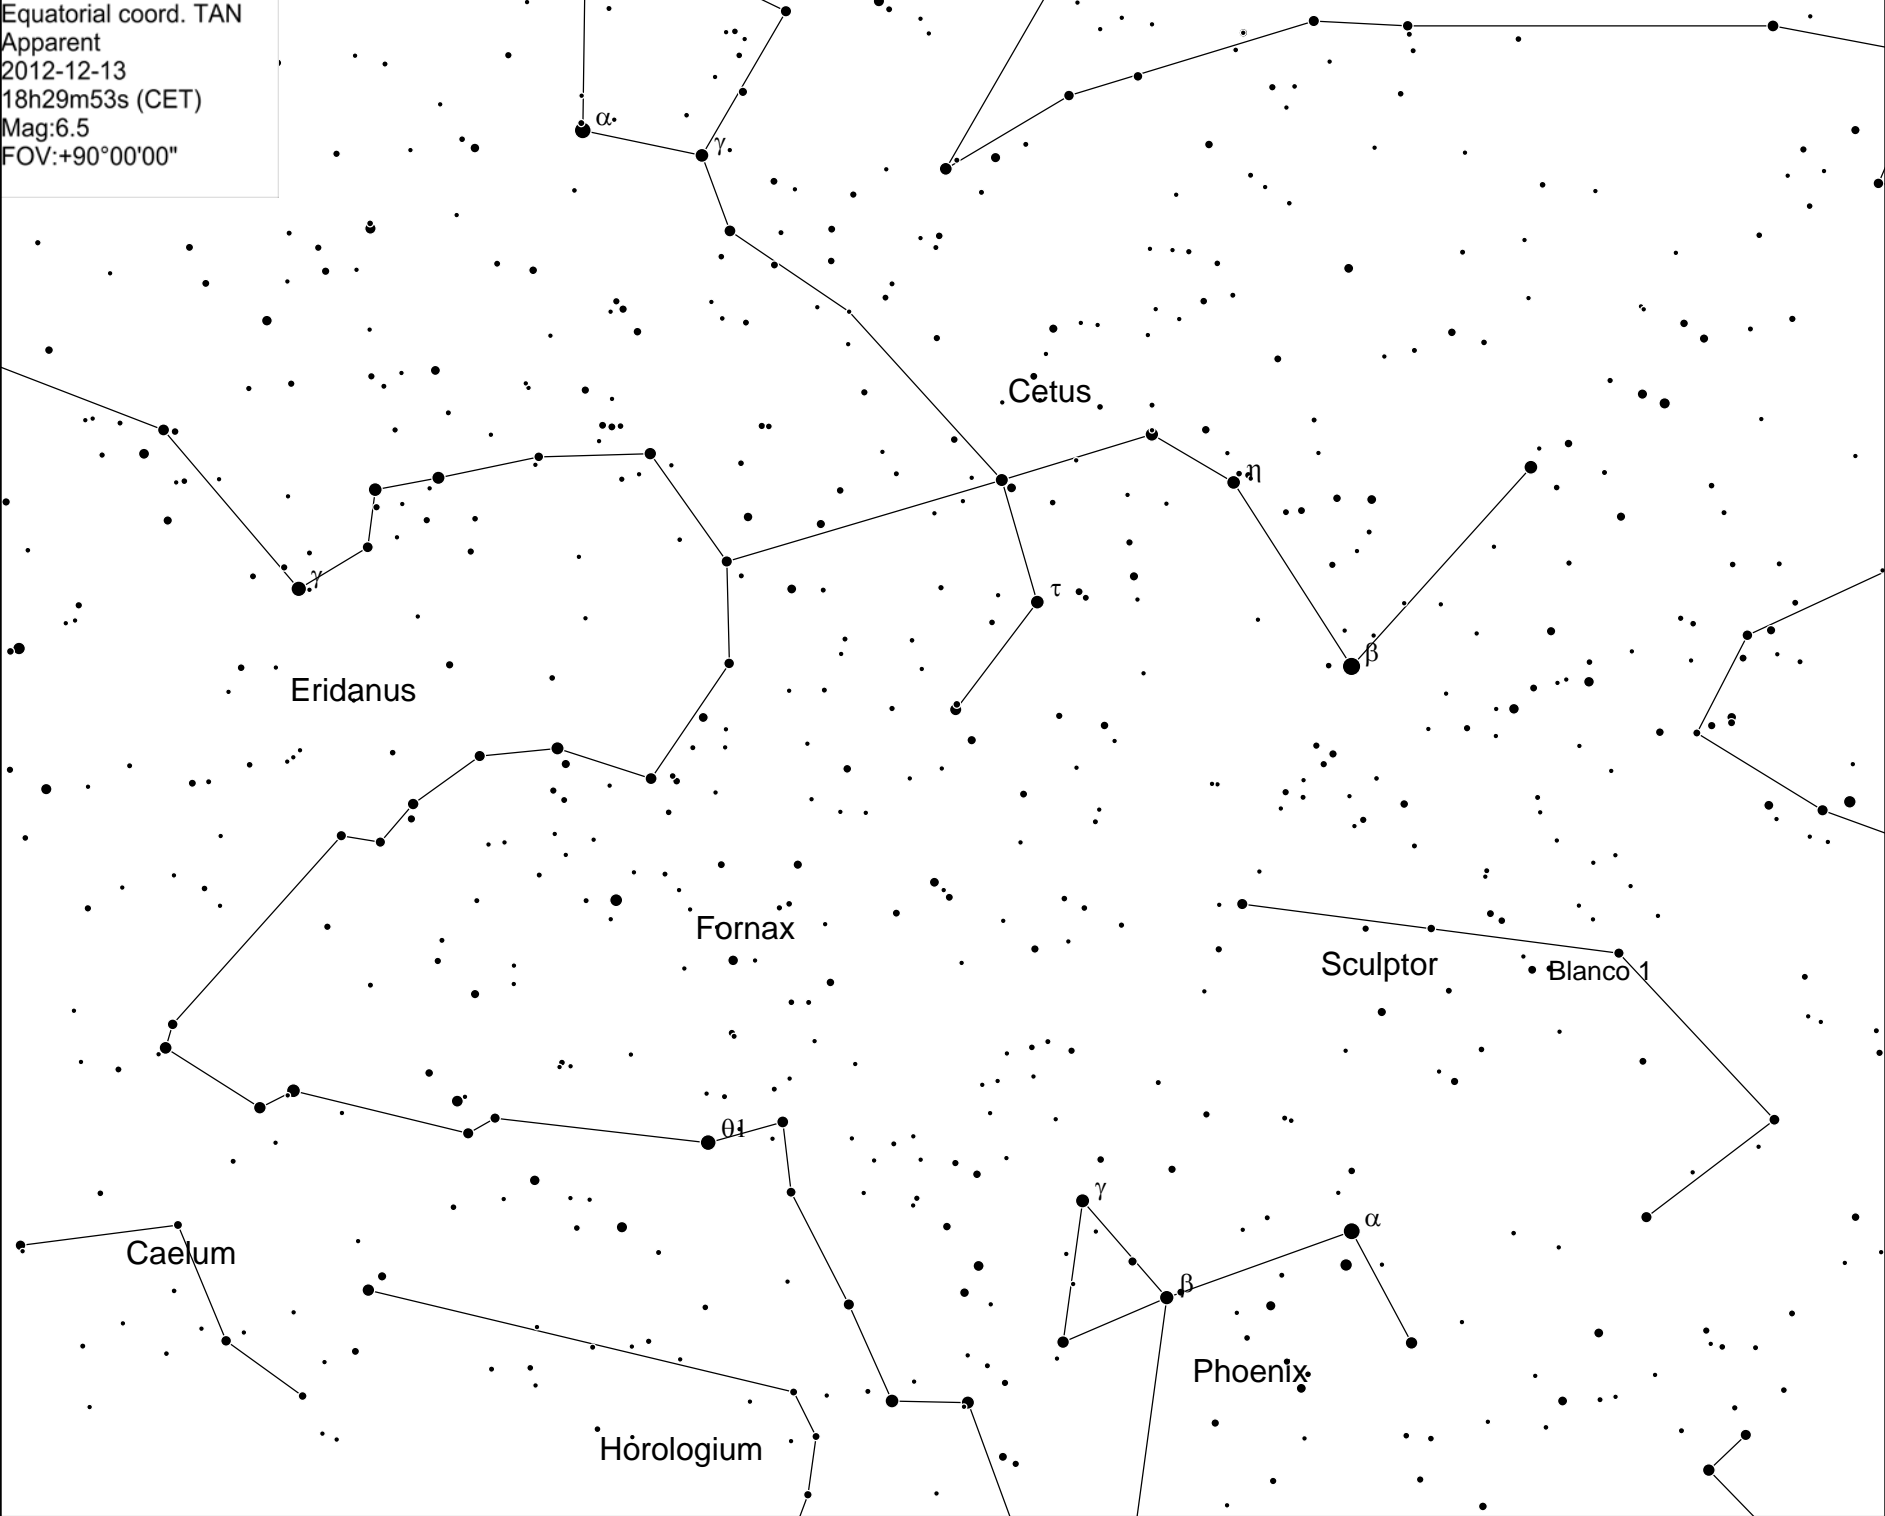 Equatorial coord. TAN
Apparent
2012-12-13
18h29m53s (CET)
Mag:6.5
FOV:+90°00'00"
α
γ
Cetus
η
γ
τ
β
Eridanus
Fornax
Sculptor
Blanco 1
θ1
γ
α
Caelum
β
Phoenix
Horologium